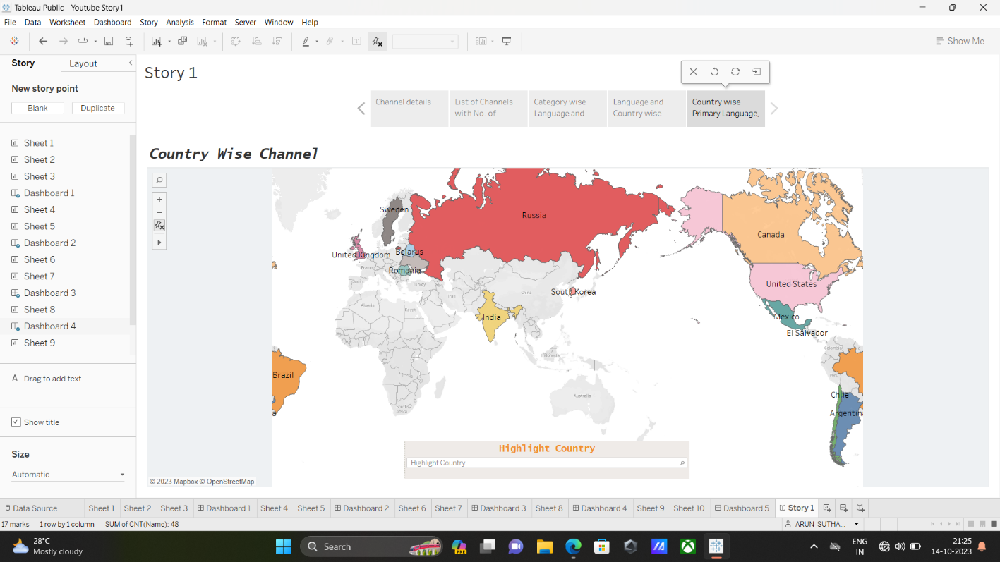 Tableau Public - Youtube Story1
File Data Worksheet Dashboard Story Analysis Format Server Window Help
Show Me
Story Layout
New story point
Blank Duplicate
Sheet 1
Sheet 2
Sheet 3
Dashboard 1
Sheet 4
Sheet 5
Dashboard 2
Sheet 6
Sheet 7
Dashboard 3
Sheet 8
Dashboard 4
Sheet 9
A Drag to add text
Show title
Size
Automatic
Story 1
Channel details
List of Channels
with No. of
Category wise
Language and
Language and
Country wise
Country wise
Primary Language,
Country Wise Channel
Sweden
Russia
Canada
United Kingdom
Belarus
France
Romania
Spain
Turkey
United States
South Korea
China
Iran
Algeria
Egypt
India
Mexico
El Salvador
Colombia
Indonesia
Brazil
Peru
Australia
Chile
South
Africa
a
Argentin
Highlight Country
Highlight Country
© 2023 Mapbox © OpenStreetMap
Data Source Sheet 1 Sheet 2 Sheet 3 Dashboard 1 Sheet 4 Sheet 5 Dashboard 2 Sheet 6 Sheet 7 Dashboard 3 Sheet 8 Dashboard 4 Sheet 9 Sheet 10 Dashboard 5 Story 1
17 marks 1 row by 1 column SUM of CNT(Name): 48 ARUN SUTHA...
28°C
Mostly cloudy
Search
PRE
ENG
IN
21:25
14-10-2023